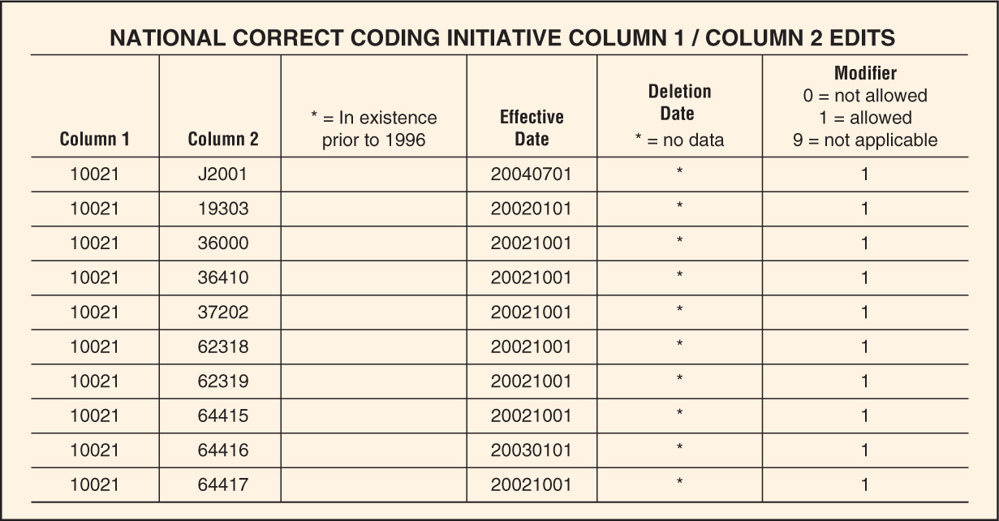 NATIONAL CORRECT CODING INITIATIVE COLUMN 1 / COLUMN 2 EDITS
Column 1 Column 2 * = In existence prior to 1996 Effective Date Deletion Date * = no data Modifier 0 = not allowed 1 = allowed 9 = not applicable
10021 J2001 20040701 * 1
10021 19303 20020101 * 1
10021 36000 20021001 * 1
10021 36410 20021001 * 1
10021 37202 20021001 * 1
10021 62318 20021001 * 1
10021 62319 20021001 * 1
10021 64415 20021001 * 1
10021 64416 20030101 * 1
10021 64417 20021001 * 1